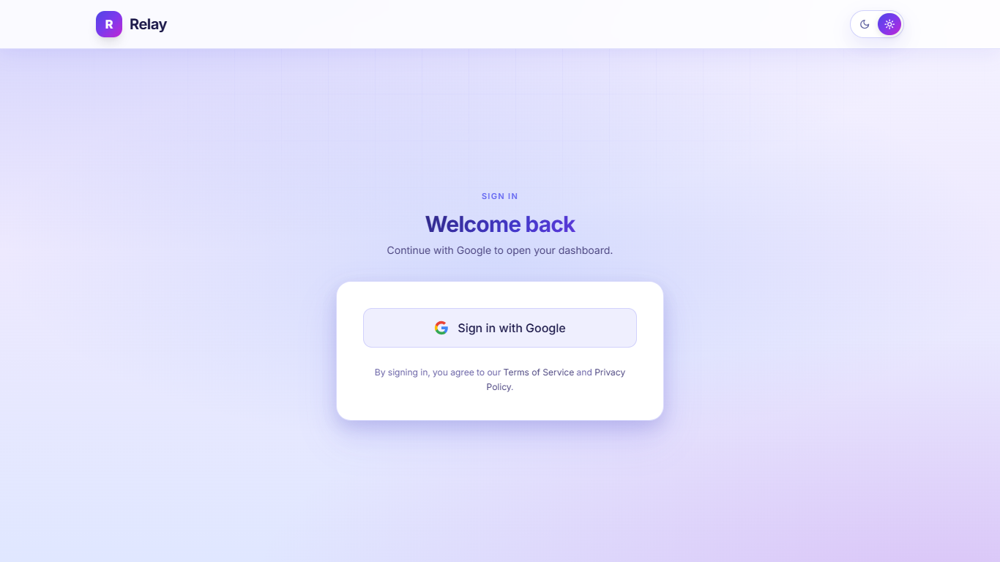 R
Relay
SIGN IN
Welcome back
Continue with Google to open your dashboard.
Sign in with Google
By signing in, you agree to our Terms of Service and Privacy
Policy.